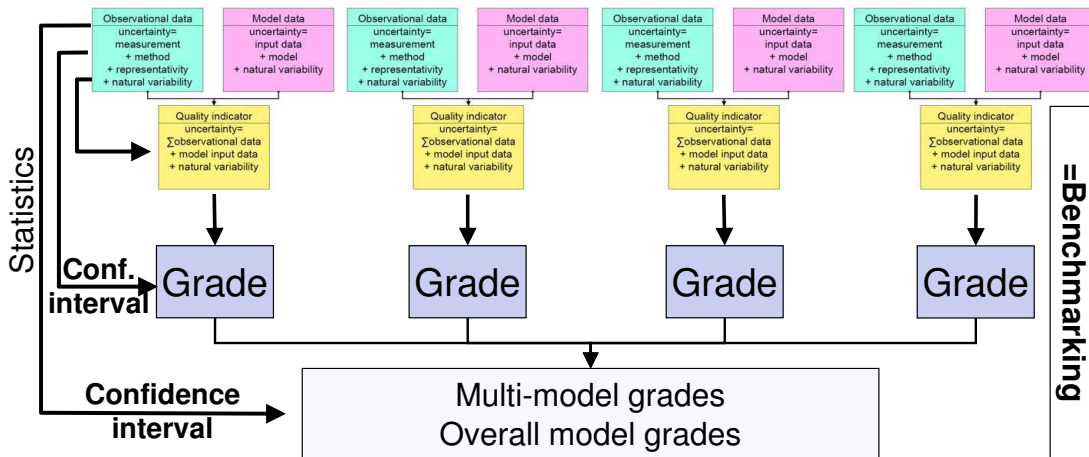 Observational data
uncertainty=
measurement
+ method
+ representativity
+ natural variability
Model data
uncertainty=
input data
+ model
+ natural variability
Observational data
uncertainty=
measurement
+ method
+ representativity
+ natural variability
Model data
uncertainty=
input data
+ model
+ natural variability
Observational data
uncertainty=
measurement
+ method
+ representativity
+ natural variability
Model data
uncertainty=
input data
+ model
+ natural variability
Observational data
uncertainty=
measurement
+ method
+ representativity
+ natural variability
Model data
uncertainty=
input data
+ model
+ natural variability
Quality indicator
uncertainty=
∑observational data
+ model input data
+ natural variability
Quality indicator
uncertainty=
∑observational data
+ model input data
+ natural variability
Quality indicator
uncertainty=
∑observational data
+ model input data
+ natural variability
Quality indicator
uncertainty=
∑observational data
+ model input data
+ natural variability
Statistics
Conf.
interval
Grade
Grade
Grade
Grade
=Benchmarking
Confidence
interval
Multi-model grades
Overall model grades